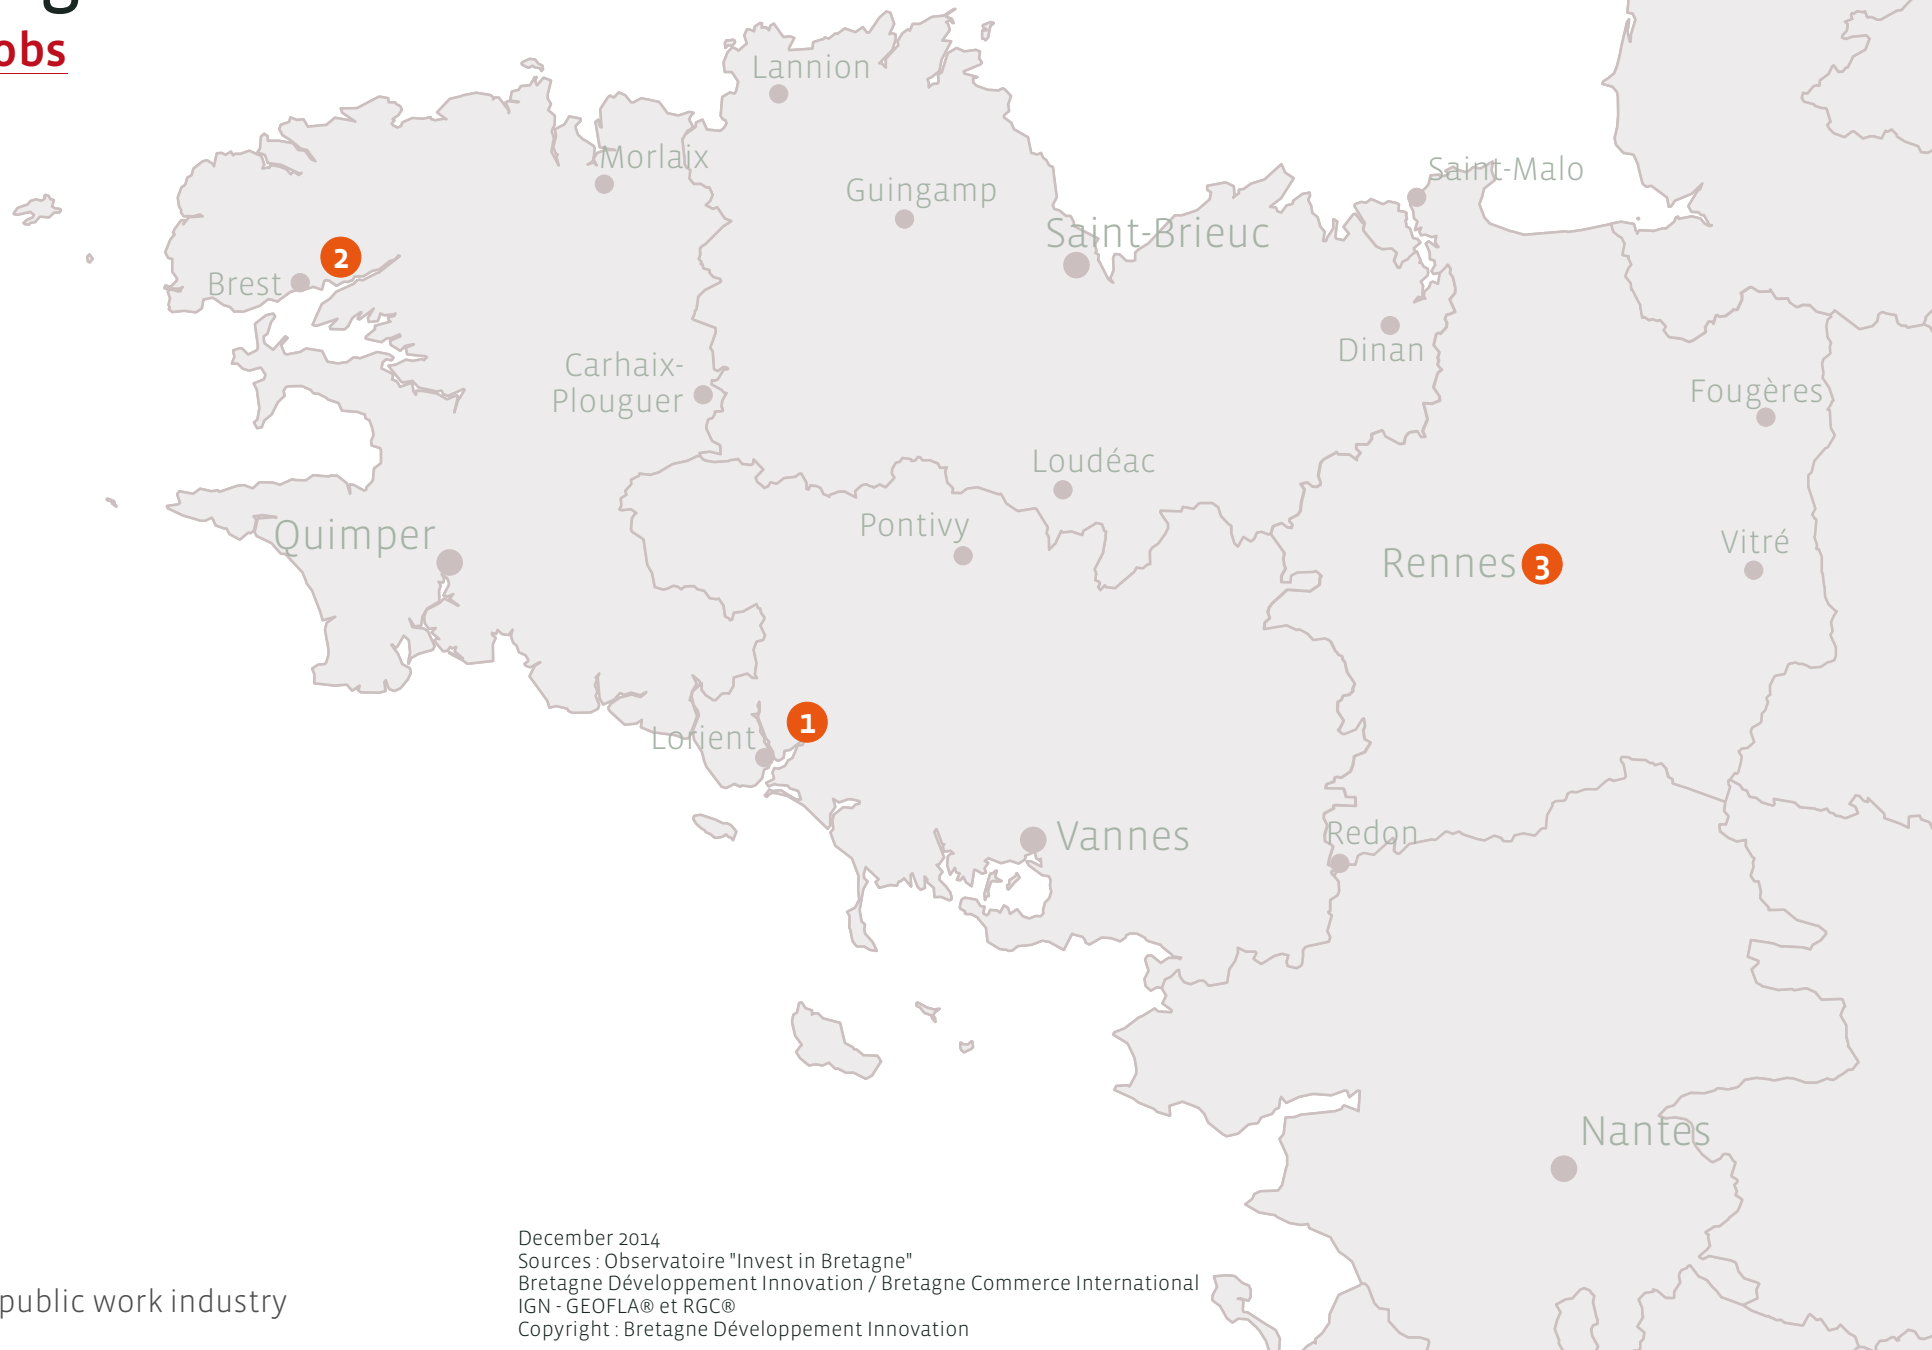 obs
Lannion
Morlaix
Saint-Malo
Guingamp
Saint-Brieuc
2
Brest
Dinan
Carhaix-
Plouguer
Fougères
Loudéac
Pontivy
Quimper
Vitré
Rennes
3
1
Lorient
Vannes
Redon
Nantes
December 2014
Sources : Observatoire "Invest in Bretagne"
Bretagne Développement Innovation / Bretagne Commerce International
IGN - GEOFLA® et RGC®
Copyright : Bretagne Développement Innovation
public work industry